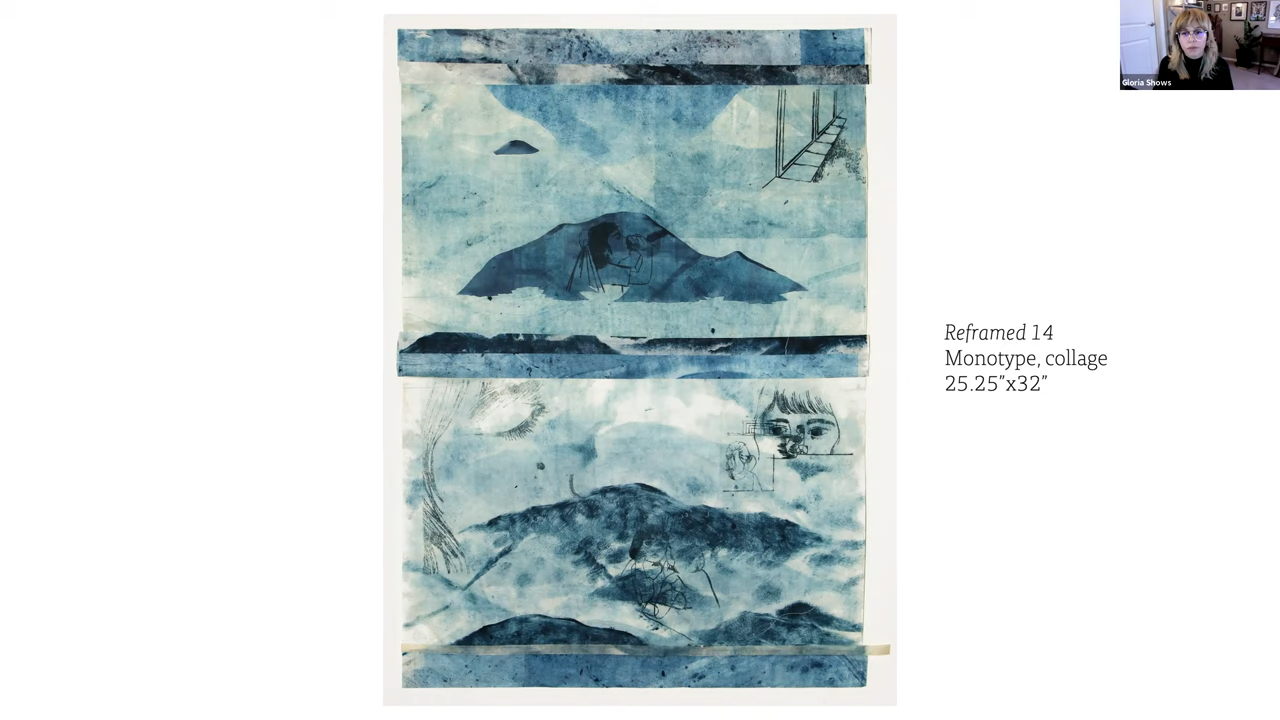 Gloria Shows
Reframed 14
Monotype, collage
25.25”x32”